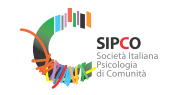 SIPCO
Società Italiana
Psicologia
di Comunità